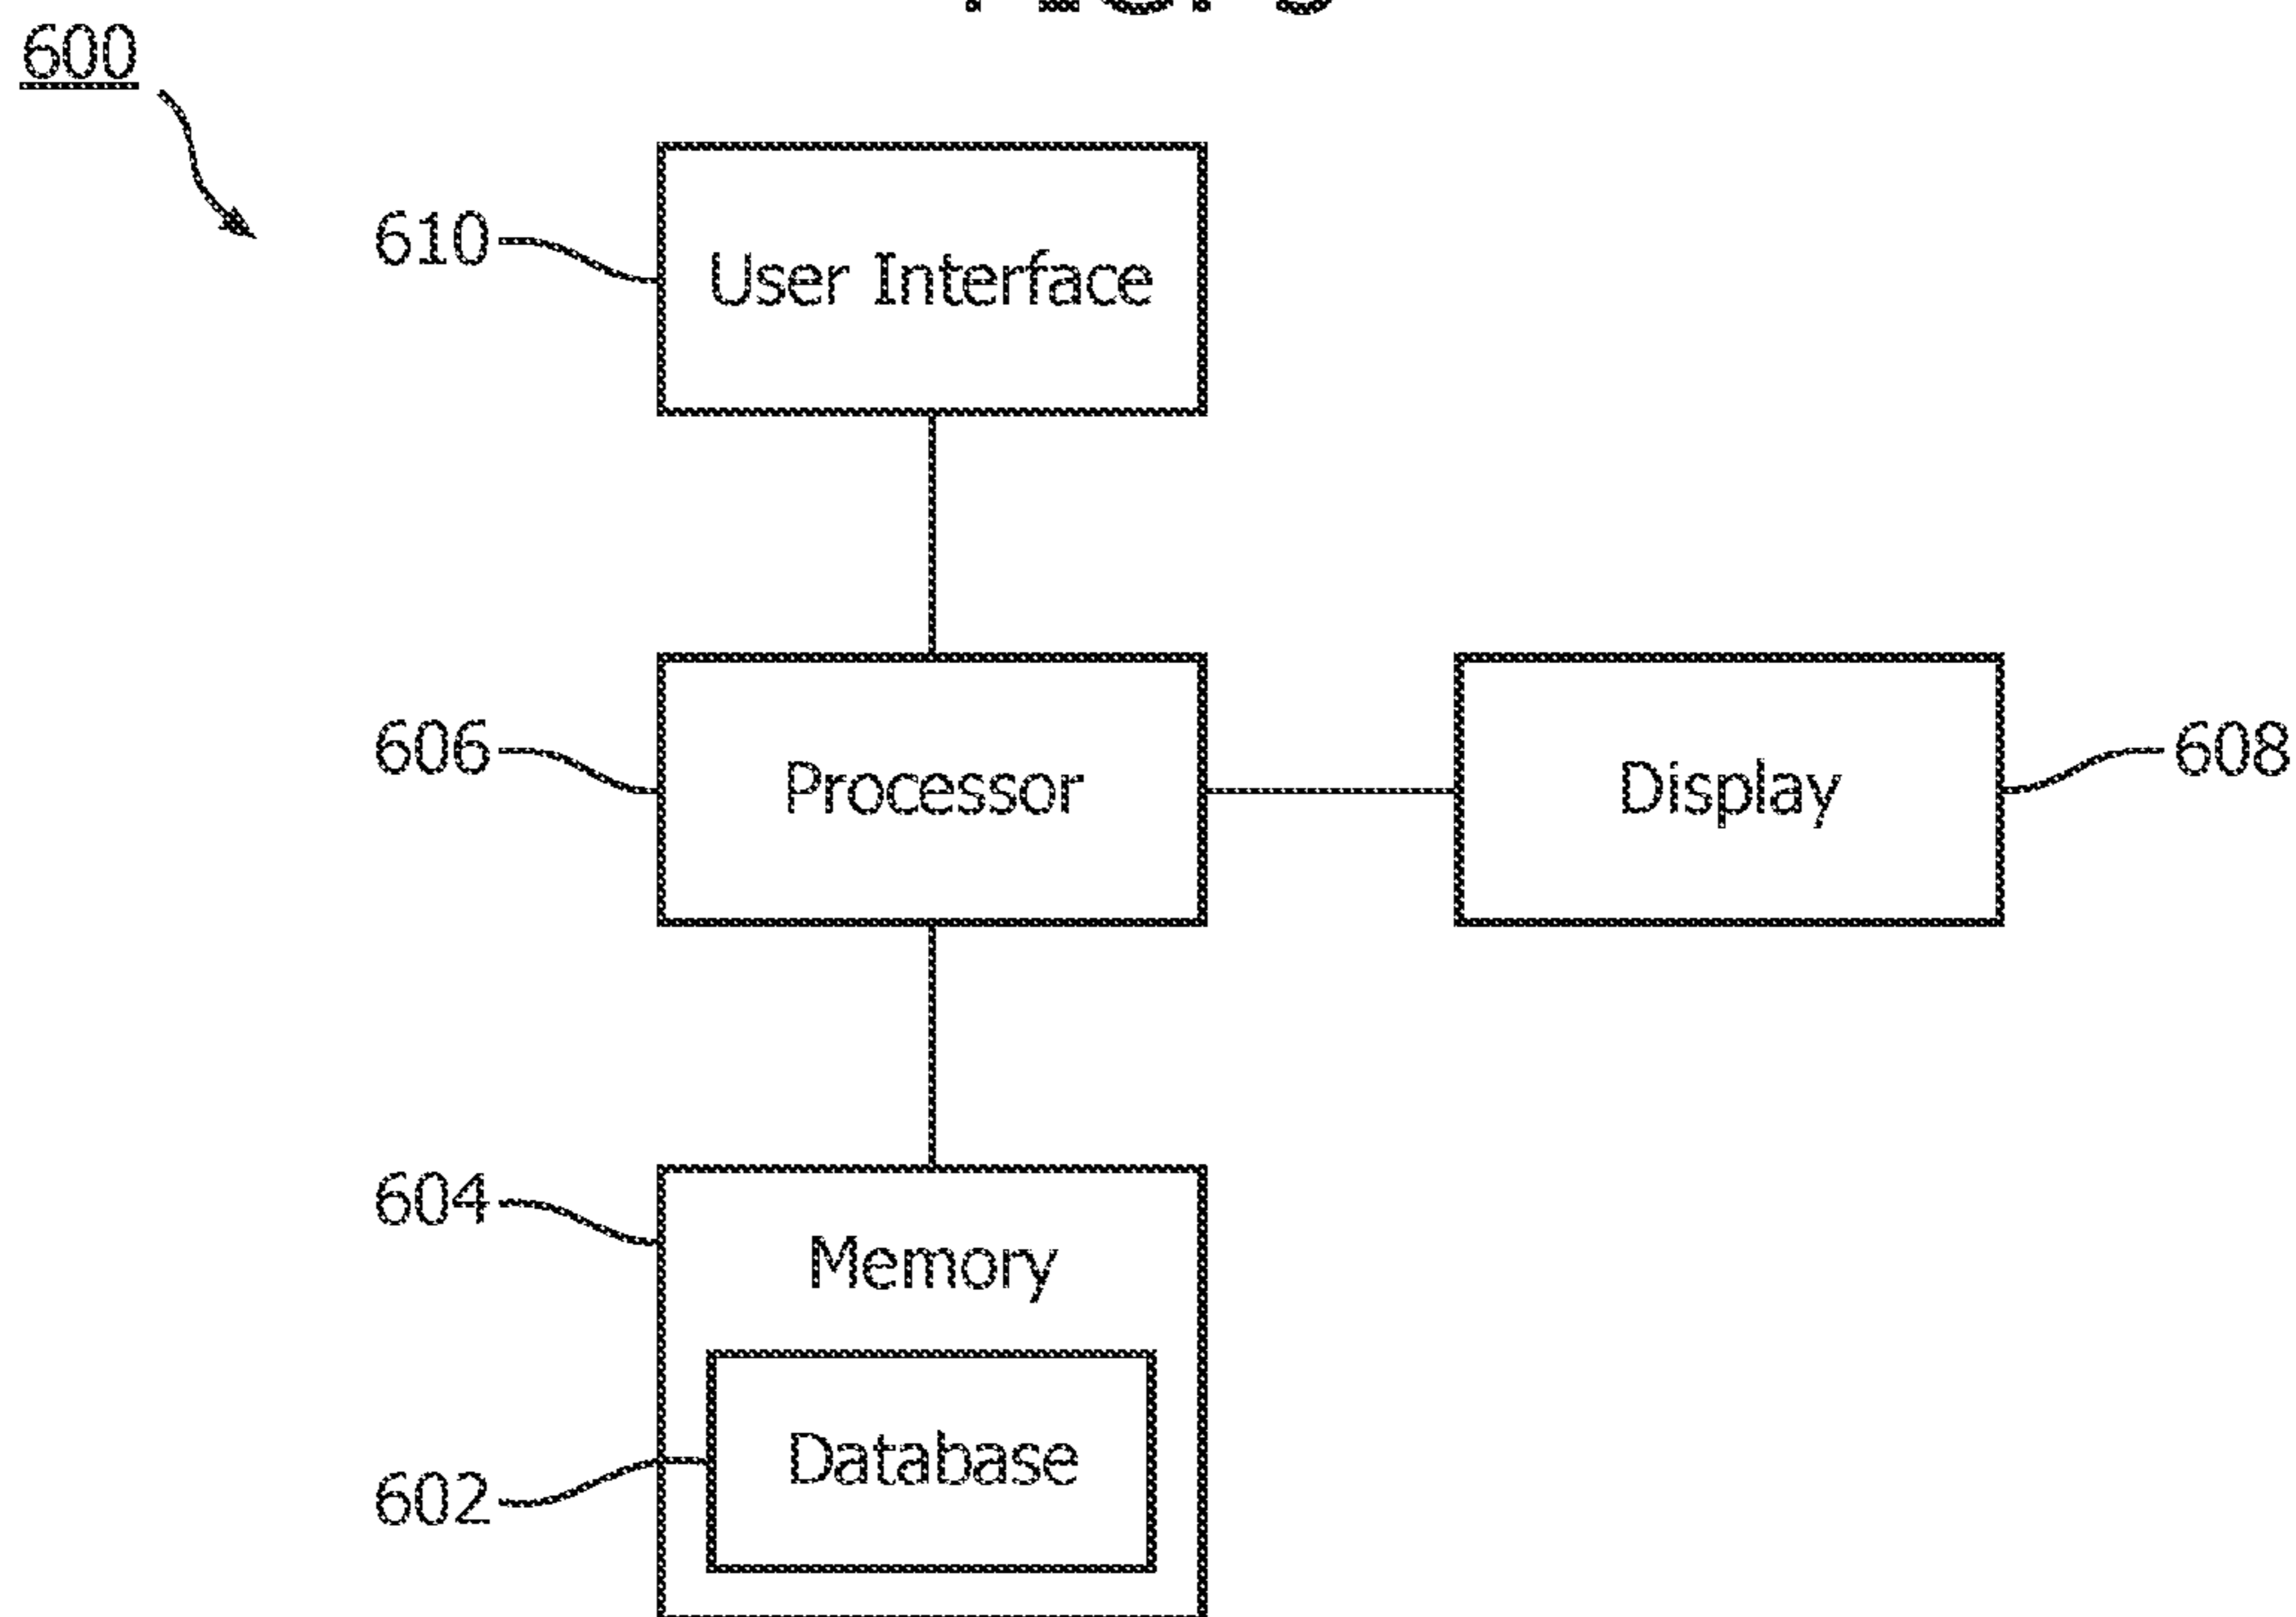 600
610
User Interface
606
Processor
Display
608
604
Memory
Database
602